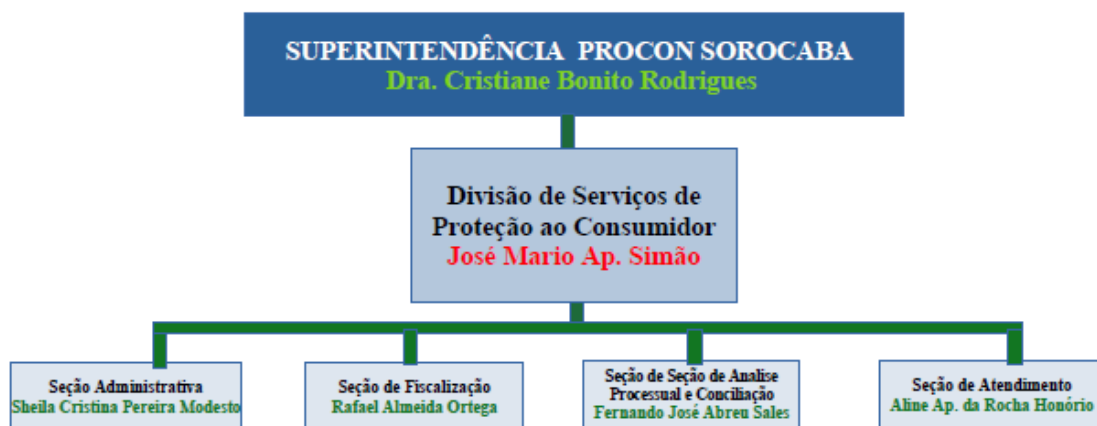 SUPERINTENDÊNCIA PROCON SOROCABA
Dra. Cristiane Bonito Rodrigues
Divisão de Serviços de
Proteção ao Consumidor
José Mario Ap. Simão
Seção Administrativa
Sheila Cristina Pereira Modesto
Seção de Fiscalização
Rafael Almeida Ortega
Seção de Seção de Analise
Processual e Conciliação
Fernando José Abreu Sales
Seção de Atendimento
Aline Ap. da Rocha Honório